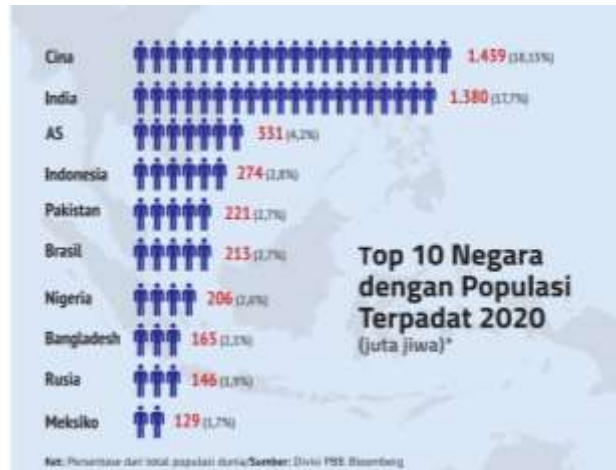 Cina 1.439 (18,15%)
India 1.380 (17,7%)
AS 331 (4,2%)
Indonesia 274
Pakistan 221 (2,7%)
Brasil 213 (2,7%)
Nigeria 206 (2,6%)
Bangladesh 165 (2,1%)
Rusia 146 (1,9%)
Meksiko 129 (1,7%)
Top 10 Negara
dengan Populasi
Terpadat 2020
(juta jiwa)*
Ket: Persentase dari total populasi dunia/Sumber: Divisi PBB, Bloomberg